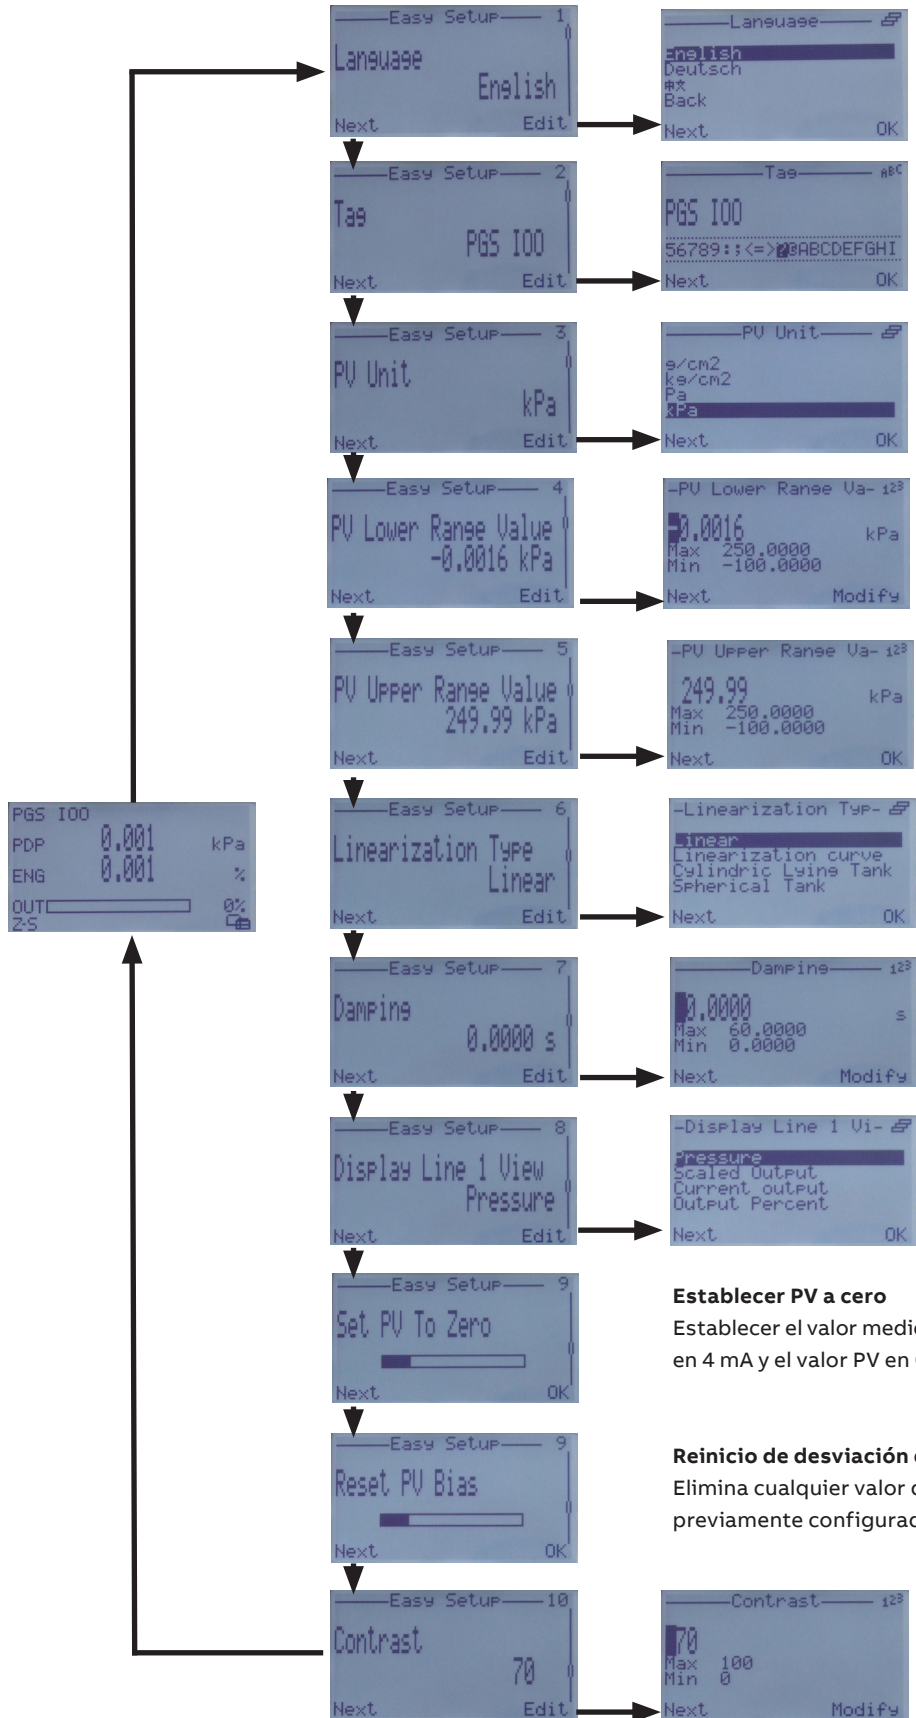 Easy Setup 1
Language
English
Next Edit
Language
English
Deutsch
中文
Back
Next OK
Easy Setup 2
Tag
PGS 100
Next Edit
Tag ABC
PGS 100
56789:;<=>?@ABCDEFGHI
Next OK
Easy Setup 3
PV Unit
kPa
Next Edit
PV Unit
g/cm2
kg/cm2
Pa
kPa
Next OK
Easy Setup 4
PV Lower Range Value
-0.0016 kPa
Next Edit
-PV Lower Range Va- 123
-0.0016 kPa
Max 250.0000
Min -100.0000
Next Modify
Easy Setup 5
PV Upper Range Value
249.99 kPa
Next Edit
-PV Upper Range Va- 123
249.99 kPa
Max 250.0000
Min -100.0000
Next OK
PGS 100
PDP 0.001 kPa
ENG 0.001 %
OUT 0%
Z-S
Easy Setup 6
Linearization Type
Linear
Next Edit
-Linearization Typ-
Linear
Linearization curve
Cylindric Lying Tank
Spherical Tank
Next OK
Easy Setup 7
Damping
0.0000 s
Next Edit
Damping 123
0.0000 s
Max 60.0000
Min 0.0000
Next Modify
Easy Setup 8
Display Line 1 View
Pressure
Next Edit
-Display Line 1 Vi-
Pressure
Scaled Output
Current output
Output Percent
Next OK
Easy Setup 9
Set PV To Zero
Next OK
Establecer PV a cero
Establecer el valor medi
en 4 mA y el valor PV en
Easy Setup 9
Reset PV Bias
Next OK
Reinicio de desviación
Elimina cualquier valor
previamente configurad
Easy Setup 10
Contrast
70
Next Edit
Contrast 123
70
Max 100
Min 0
Next Modify